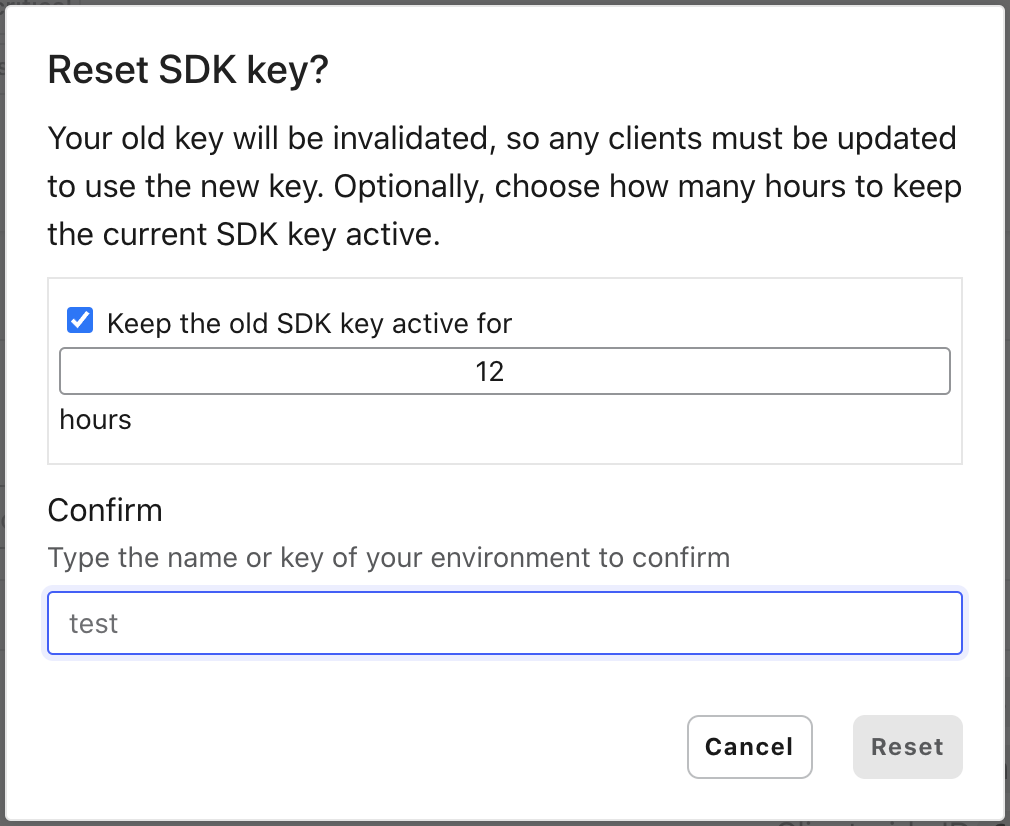 Reset SDK key?
Your old key will be invalidated, so any clients must be updated
to use the new key. Optionally, choose how many hours to keep
the current SDK key active.
Keep the old SDK key active for
12
hours
Confirm
Type the name or key of your environment to confirm
test
Cancel
Reset